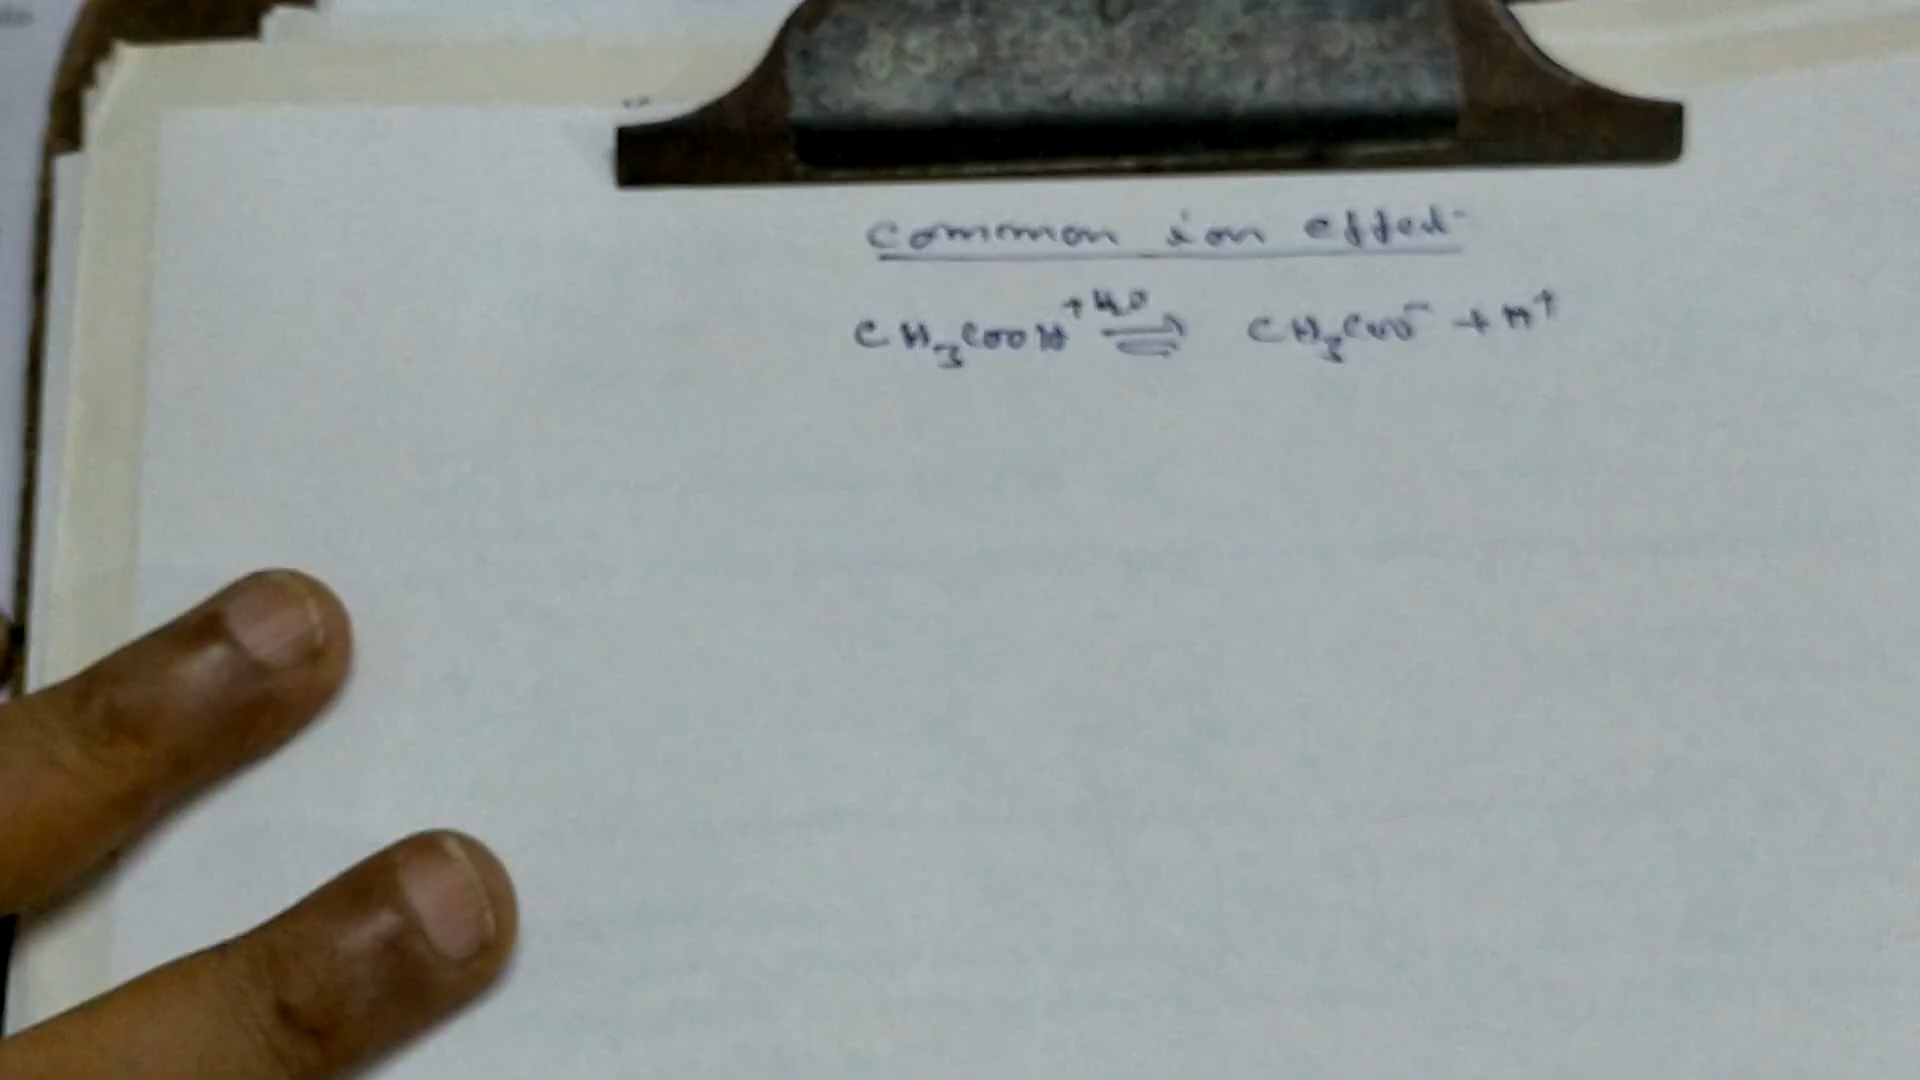 common ion effect
CH₃COOH + H₂O ⇌ CH₃COO⁻ + H⁺